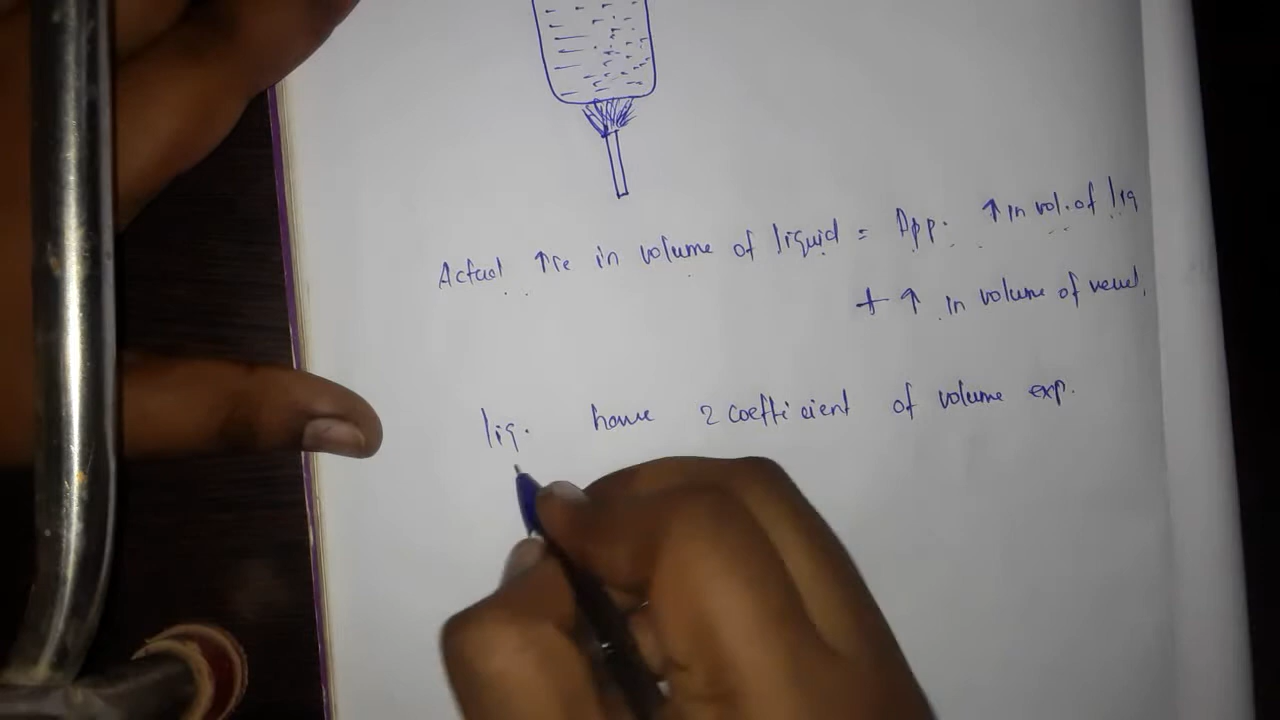 Actual ↑se in volume of liquid = App. ↑ in vol. of liq
+ ↑ in volume of vessel.
liq. have 2 coefficient of volume exp.